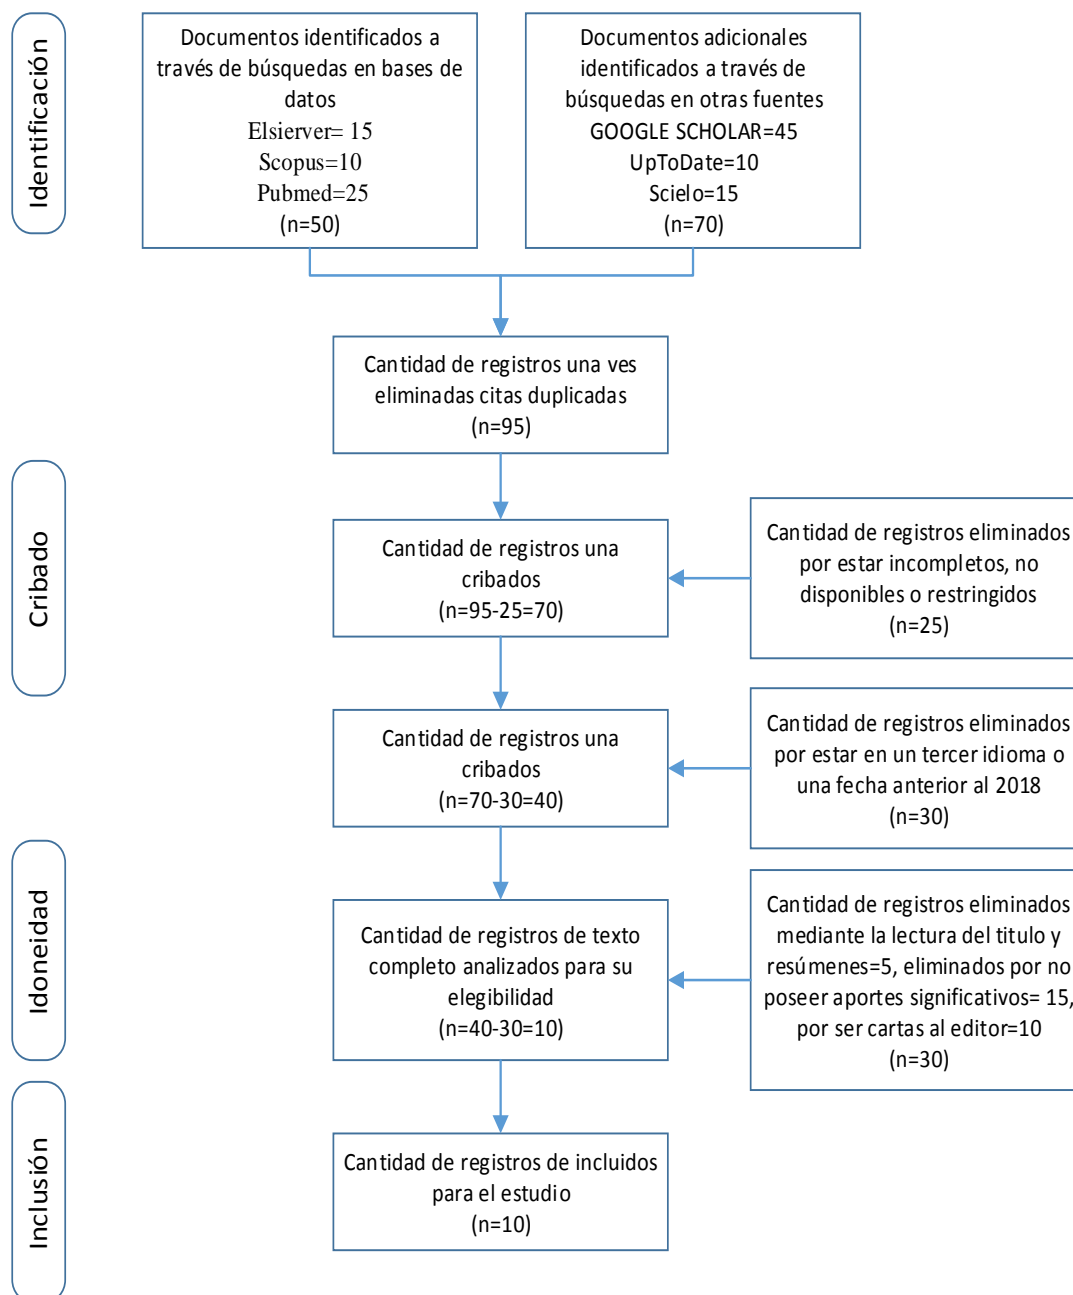 Identificación
Documentos identificados a
través de búsquedas en bases de
datos
Elsierver= 15
Scopus=10
Pubmed=25
(n=50)
Documentos adicionales
identificados a través de
búsquedas en otras fuentes
GOOGLE SCHOLAR=45
UpToDate=10
Scielo=15
(n=70)
Cantidad de registros una ves
eliminadas citas duplicadas
(n=95)
Cribado
Cantidad de registros una
cribados
(n=95-25=70)
Cantidad de registros eliminados
por estar incompletos, no
disponibles o restringidos
(n=25)
Cantidad de registros una
cribados
(n=70-30=40)
Cantidad de registros eliminados
por estar en un tercer idioma o
una fecha anterior al 2018
(n=30)
Idoneidad
Cantidad de registros de texto
completo analizados para su
elegibilidad
(n=40-30=10)
Cantidad de registros eliminados
mediante la lectura del titulo y
resúmenes=5, eliminados por no
poseer aportes significativos= 15,
por ser cartas al editor=10
(n=30)
Inclusión
Cantidad de registros de incluidos
para el estudio
(n=10)